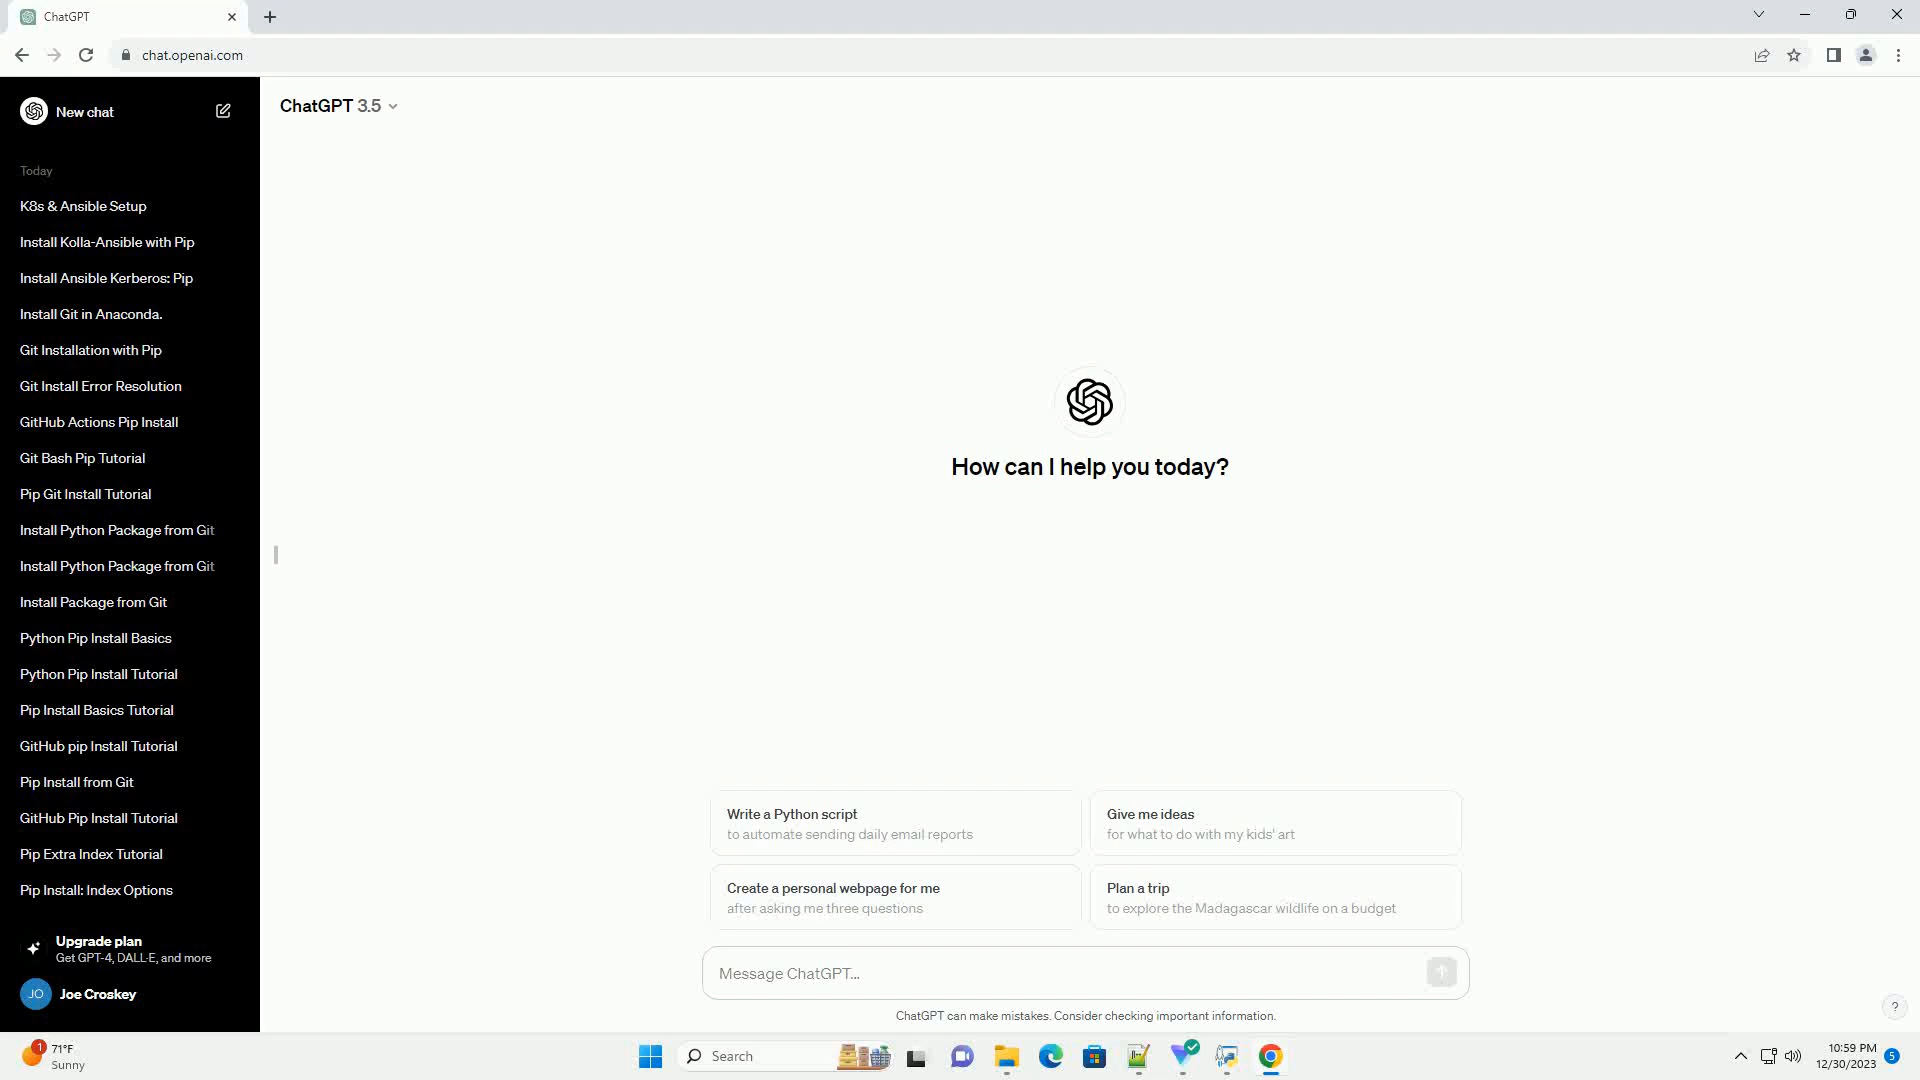 ChatGPT
chat.openai.com
New chat
Today
K8s & Ansible Setup
Install Kolla-Ansible with Pip
Install Ansible Kerberos: Pip
Install Git in Anaconda.
Git Installation with Pip
Git Install Error Resolution
GitHub Actions Pip Install
Git Bash Pip Tutorial
Pip Git Install Tutorial
Install Python Package from Git
Install Python Package from Git
Install Package from Git
Python Pip Install Basics
Python Pip Install Tutorial
Pip Install Basics Tutorial
GitHub pip Install Tutorial
Pip Install from Git
GitHub Pip Install Tutorial
Pip Extra Index Tutorial
Pip Install: Index Options
Upgrade plan
Get GPT-4, DALL·E, and more
JO Joe Croskey
ChatGPT 3.5
How can I help you today?
Write a Python script
to automate sending daily email reports
Give me ideas
for what to do with my kids' art
Create a personal webpage for me
after asking me three questions
Plan a trip
to explore the Madagascar wildlife on a budget
Message ChatGPT...
ChatGPT can make mistakes. Consider checking important information.
?
1
71°F
Sunny
Search
10:59 PM
12/30/2023
5